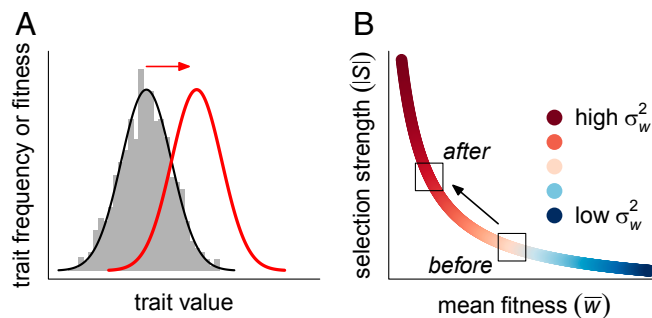 A
trait frequency or fitness
trait value
B
selection strength (|S|)
after
before
high σ²w
low σ²w
mean fitness (w̅)